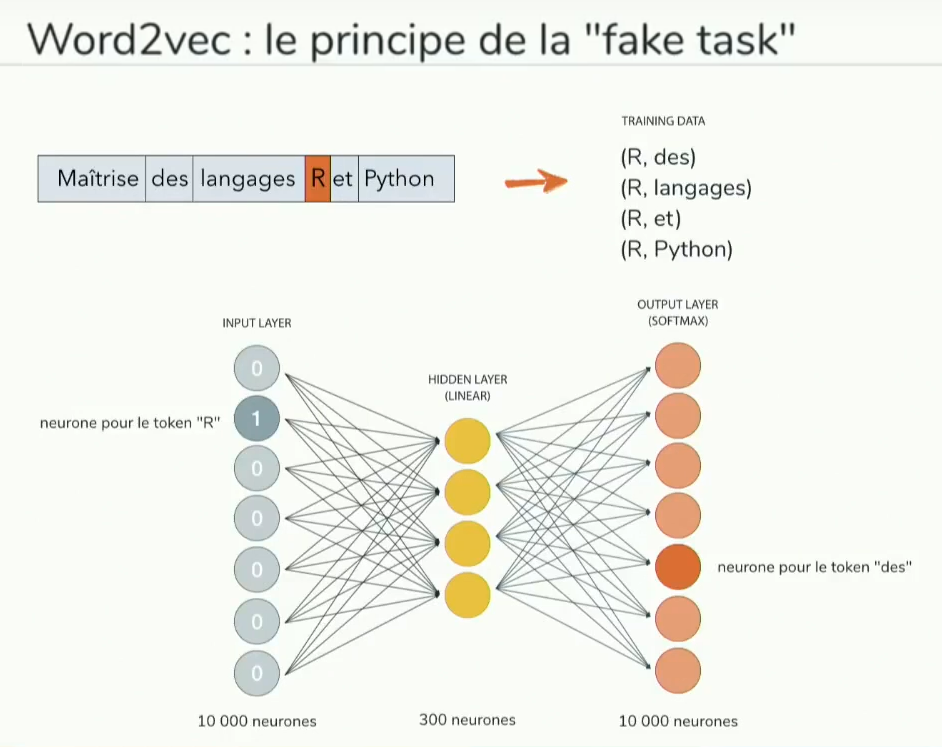 Word2vec : le principe de la "fake task"
TRAINING DATA
Maîtrise des langages R et Python
(R, des)
(R, langages)
(R, et)
(R, Python)
OUTPUT LAYER
(SOFTMAX)
INPUT LAYER
HIDDEN LAYER
(LINEAR)
0
neurone pour le token "R" 1
0
0
0
neurone pour le token "des"
0
0
10 000 neurones 300 neurones 10 000 neurones